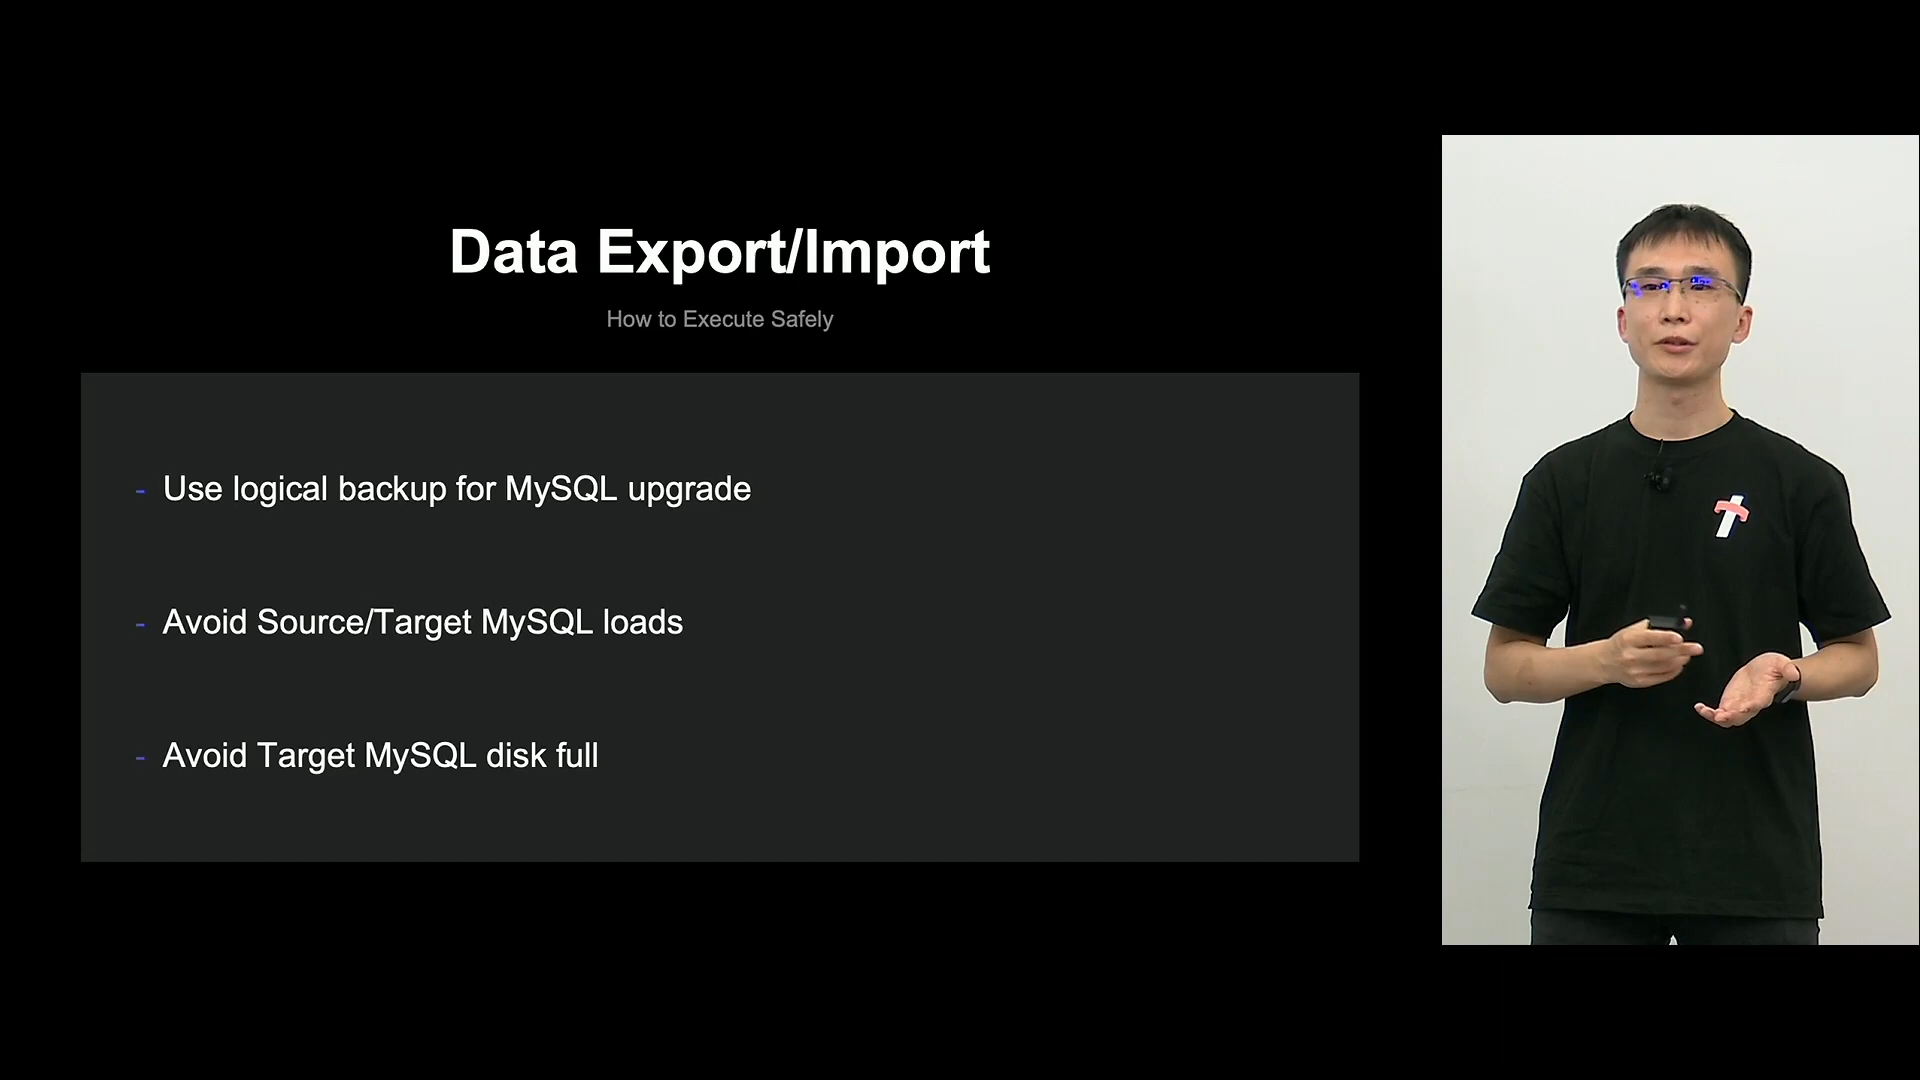 Data Export/Import
How to Execute Safely
- Use logical backup for MySQL upgrade
- Avoid Source/Target MySQL loads
- Avoid Target MySQL disk full